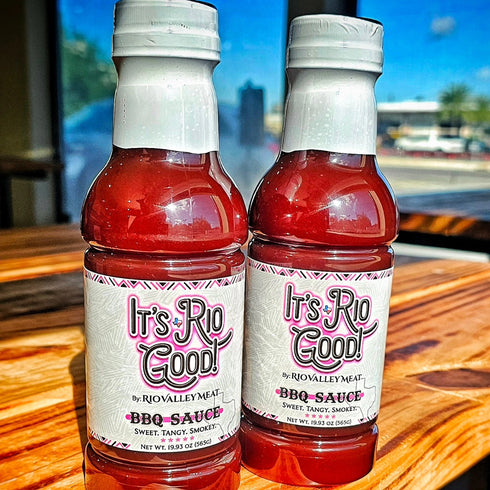 It's Rio
Good!
By: RioValleyMeat
BBQ Sauce
Sweet. Tangy. Smokey.
Net Wt. 19.93 oz (565g)
It's Rio
Good!
By: RioValleyMeat
BBQ Sauce
Sweet. Tangy. Smokey.
Net Wt. 19.93 oz (565g)